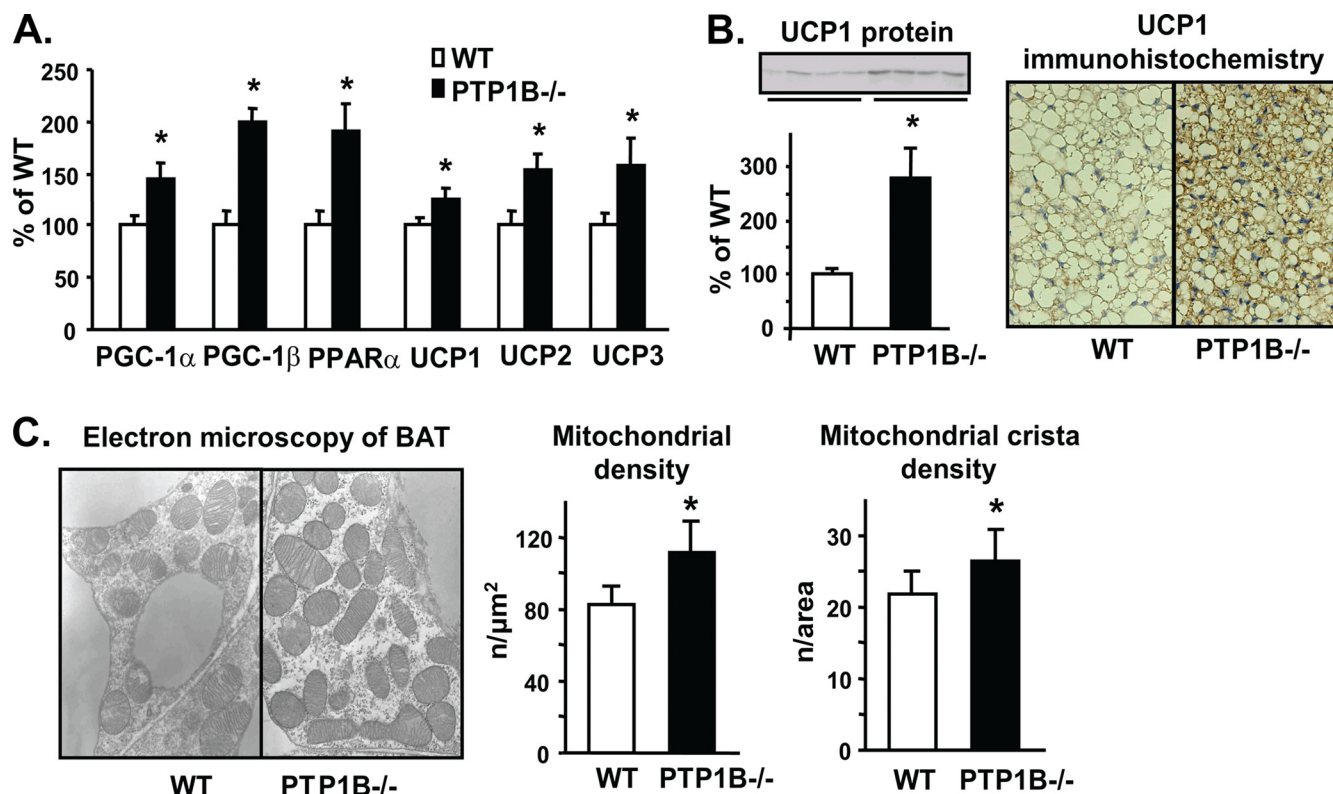 A.
WT
PTP1B-/-
% of WT
250
200
150
100
50
0
* * * * * *
PGC-1α PGC-1β PPARα UCP1 UCP2 UCP3
B.
UCP1 protein
% of WT
300
200
100
0
*
WT PTP1B-/-
UCP1
immunohistochemistry
WT PTP1B-/-
C.
Electron microscopy of BAT
WT PTP1B-/-
Mitochondrial
density
n/µm²
120
80
40
0
*
WT PTP1B-/-
Mitochondrial crista
density
n/area
30
20
10
0
*
WT PTP1B-/-